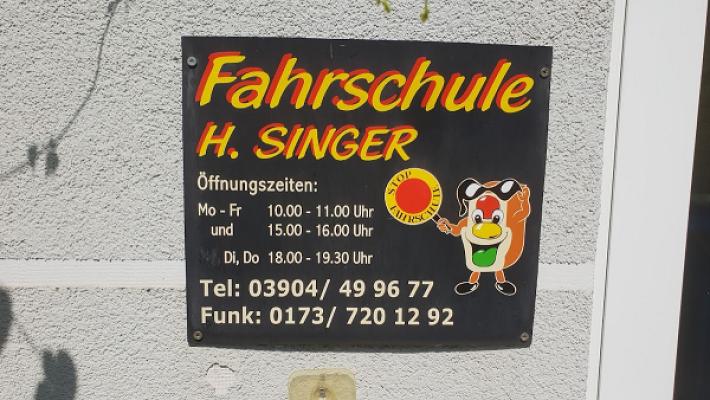 Fahrschule
H. SINGER
Öffnungszeiten:
Mo - Fr 10.00 - 11.00 Uhr
und 15.00 - 16.00 Uhr
Di, Do 18.00 - 19.30 Uhr
Tel: 03904/ 49 96 77
Funk: 0173/ 720 12 92
STOP
FAHRSCHULE